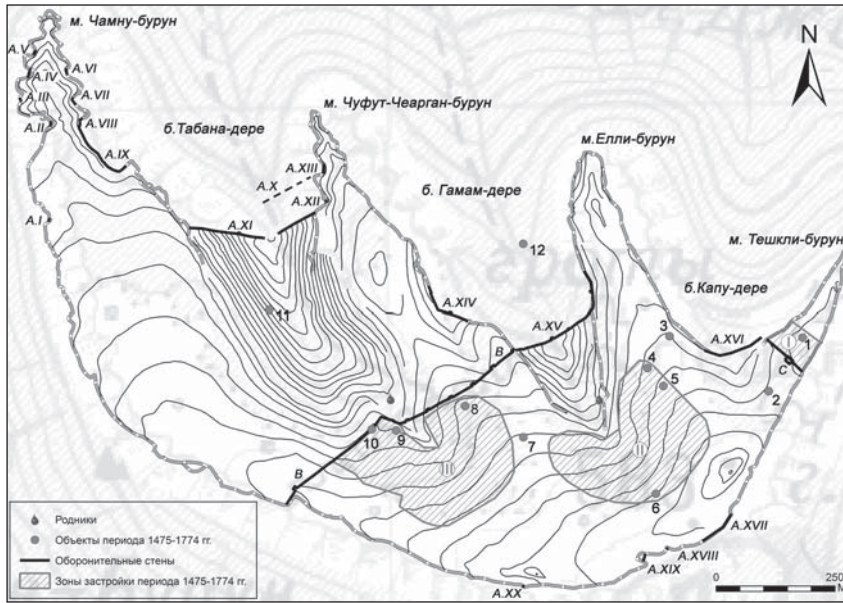 м. Чамну-бурун
N
A.V
A.VI
A.IV
A.III
A.VII
A.II
A.VIII
A.IX
б.Табана-дере
м. Чуфут-Чеарган-бурун
м.Елли-бурун
A.XIII
A.X
A.XII
A.XI
A.I
б. Гамам-дере
12
м. Тешкли-бурун
б.Капу-дере
11
A.XIV
A.XV
3
A.XVI
I
1
C
B
4
5
2
8
10
9
7
III
II
B
6
A.XVII
A.XVIII
A.XIX
A.XX
Родники
Объекты периода 1475-1774 гг.
Оборонительные стены
Зоны застройки периода 1475-1774 гг.
0
250
М